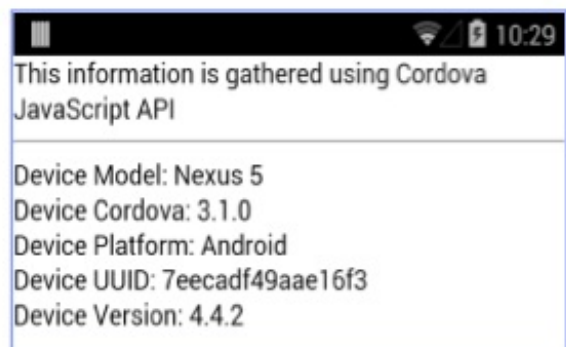 10:29
This information is gathered using Cordova
JavaScript API
Device Model: Nexus 5
Device Cordova: 3.1.0
Device Platform: Android
Device UUID: 7eecadf49aae16f3
Device Version: 4.4.2